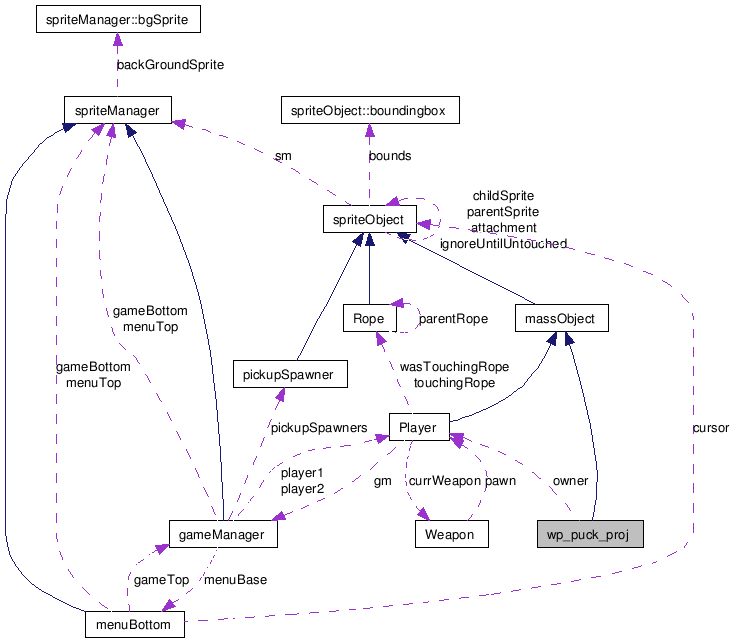 spriteManager::bgSprite
backGroundSprite
spriteManager
spriteObject::boundingbox
sm
bounds
childSprite
parentSprite
attachment
ignoreUntilUntouched
spriteObject
gameBottom
menuTop
Rope
parentRope
massObject
gameBottom
menuTop
pickupSpawner
wasTouchingRope
touchingRope
pickupSpawners
Player
cursor
player1
player2
gm
currWeapon
pawn
owner
gameManager
Weapon
wp_puck_proj
gameTop
menuBase
menuBottom